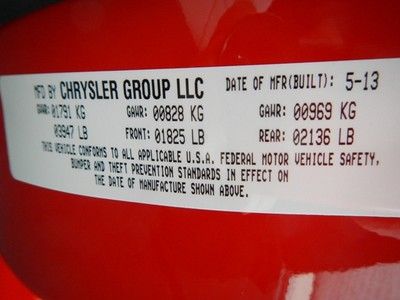 MFD BY CHRYSLER GROUP LLC DATE OF MFR(BUILT): 5-13
GVWR: 01791 KG GAWR: 00828 KG GAWR: 00969 KG
03947 LB FRONT: 01825 LB REAR: 02136 LB
THIS VEHICLE CONFORMS TO ALL APPLICABLE U.S.A. FEDERAL MOTOR VEHICLE SAFETY,
BUMPER AND THEFT PREVENTION STANDARDS IN EFFECT ON
THE DATE OF MANUFACTURE SHOWN ABOVE.